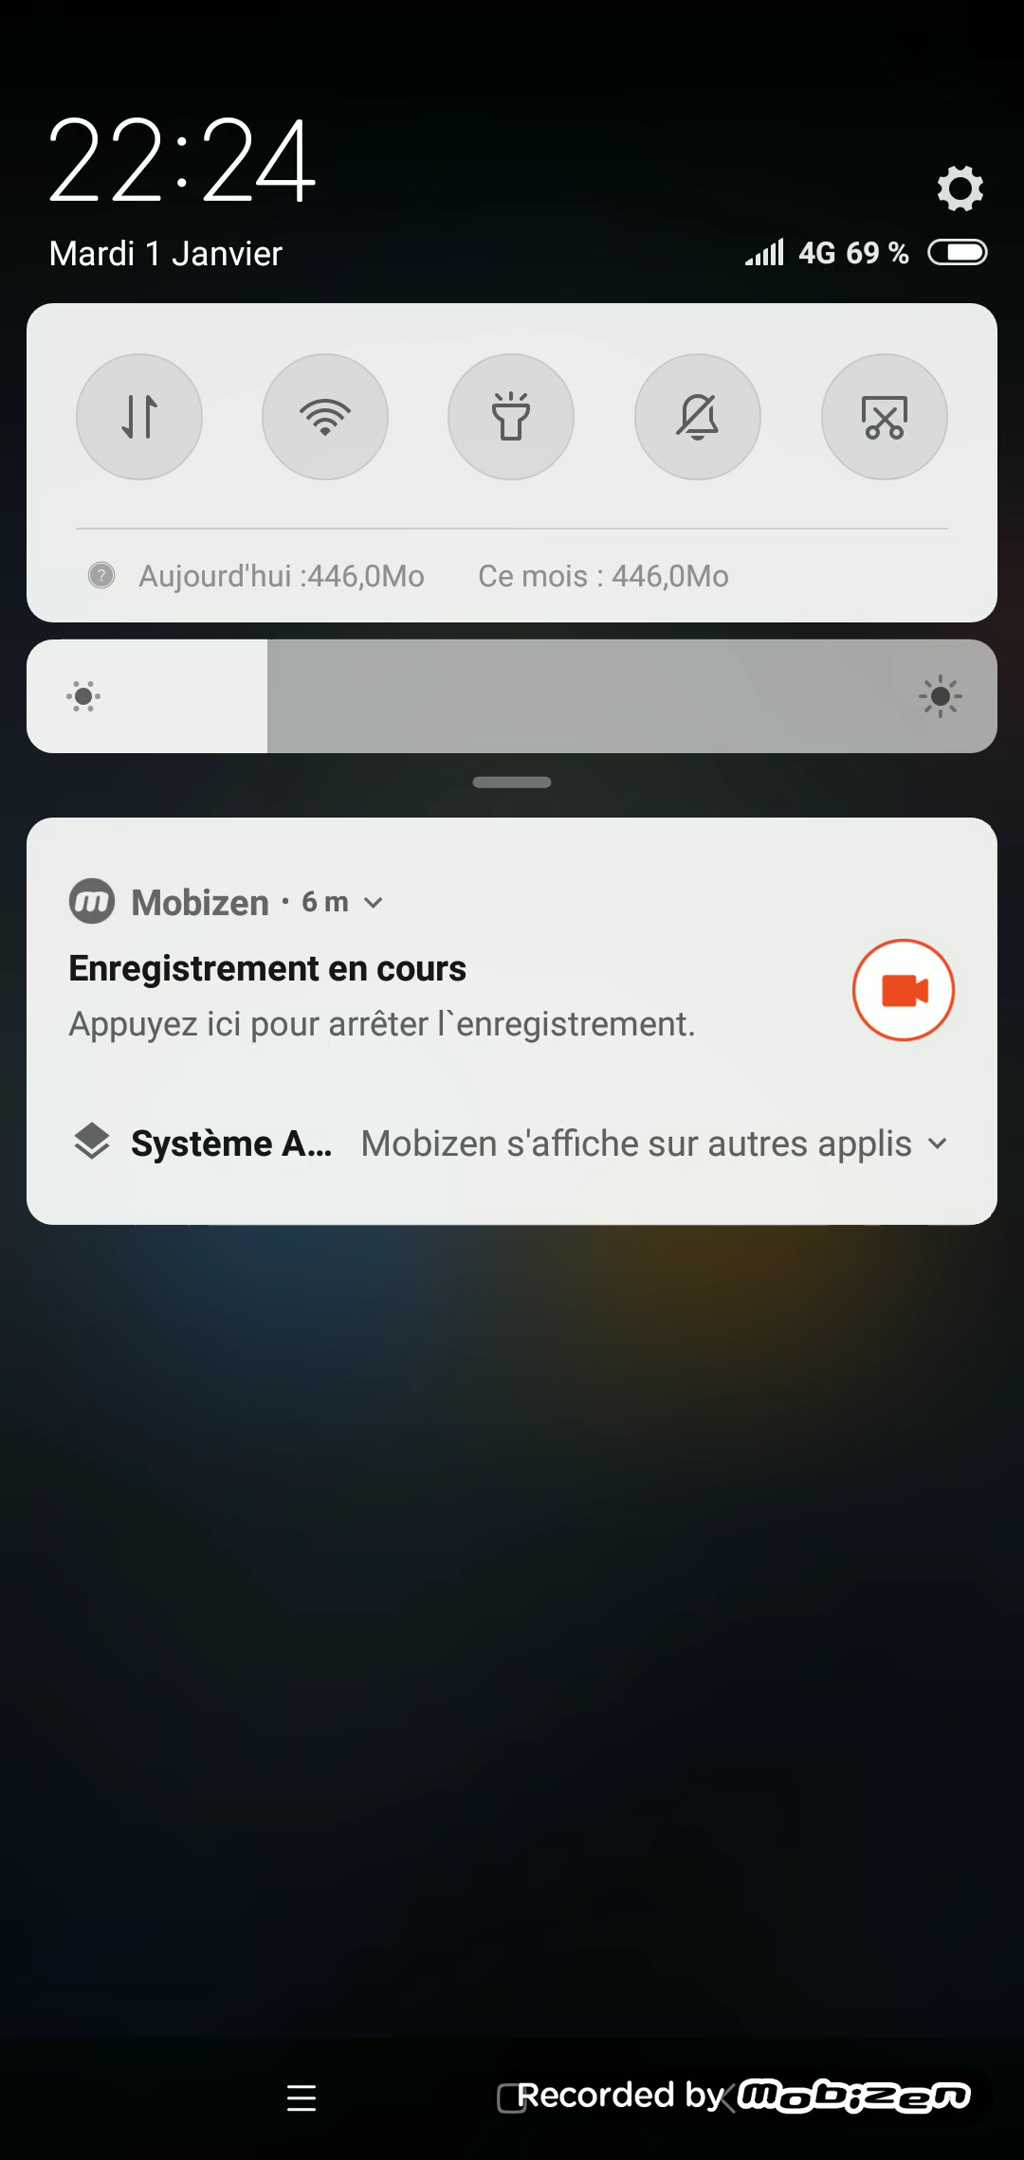 22:24
Mardi 1 Janvier
4G 69 %
Aujourd'hui :446,0Mo Ce mois : 446,0Mo
Mobizen · 6 m
Enregistrement en cours
Appuyez ici pour arrêter l`enregistrement.
Système A... Mobizen s'affiche sur autres applis
Recorded by mobizen